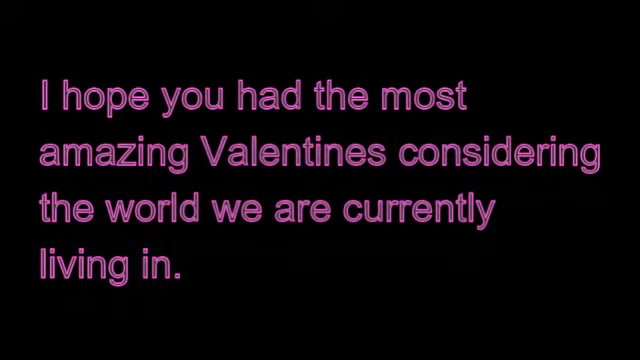 I hope you had the most
amazing Valentines considering
the world we are currently
living in.